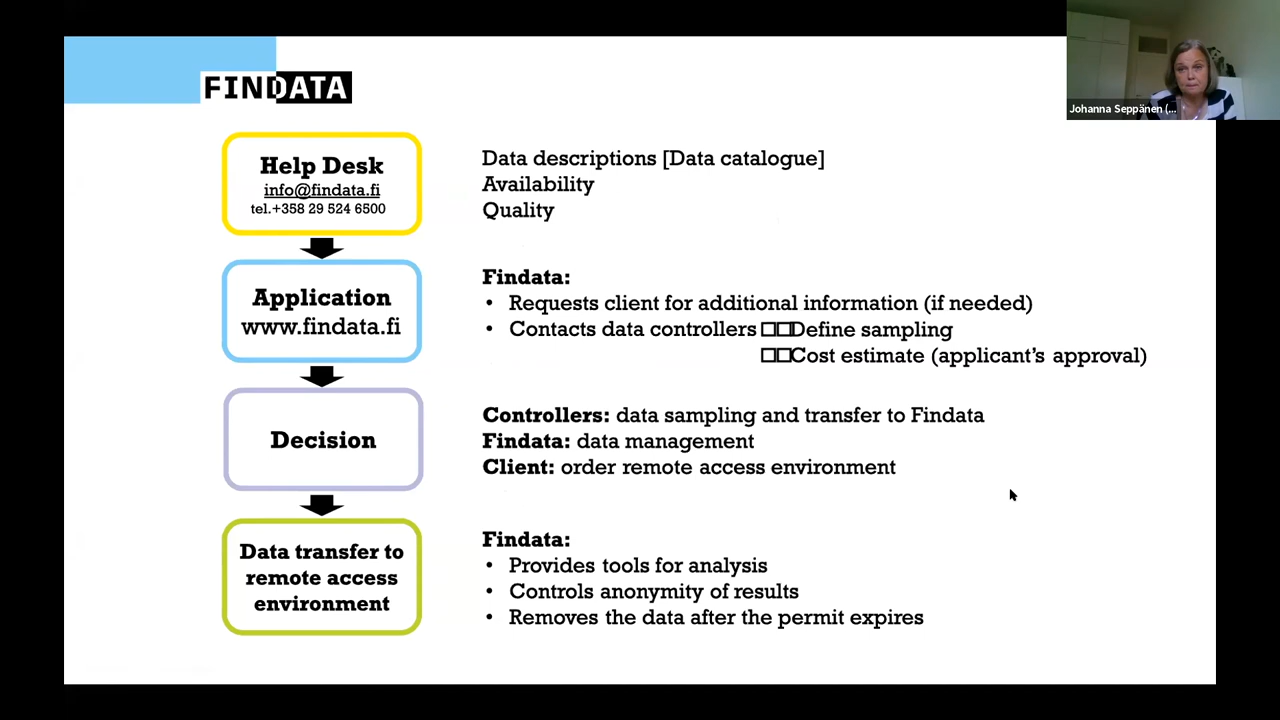 FINDATA
Johanna Seppänen (...
Help Desk
info@findata.fi
tel.+358 29 524 6500
Data descriptions [Data catalogue]
Availability
Quality
Application
www.findata.fi
Findata:
• Requests client for additional information (if needed)
• Contacts data controllers □□Define sampling
□□Cost estimate (applicant's approval)
Decision
Controllers: data sampling and transfer to Findata
Findata: data management
Client: order remote access environment
Data transfer to
remote access
environment
Findata:
• Provides tools for analysis
• Controls anonymity of results
• Removes the data after the permit expires